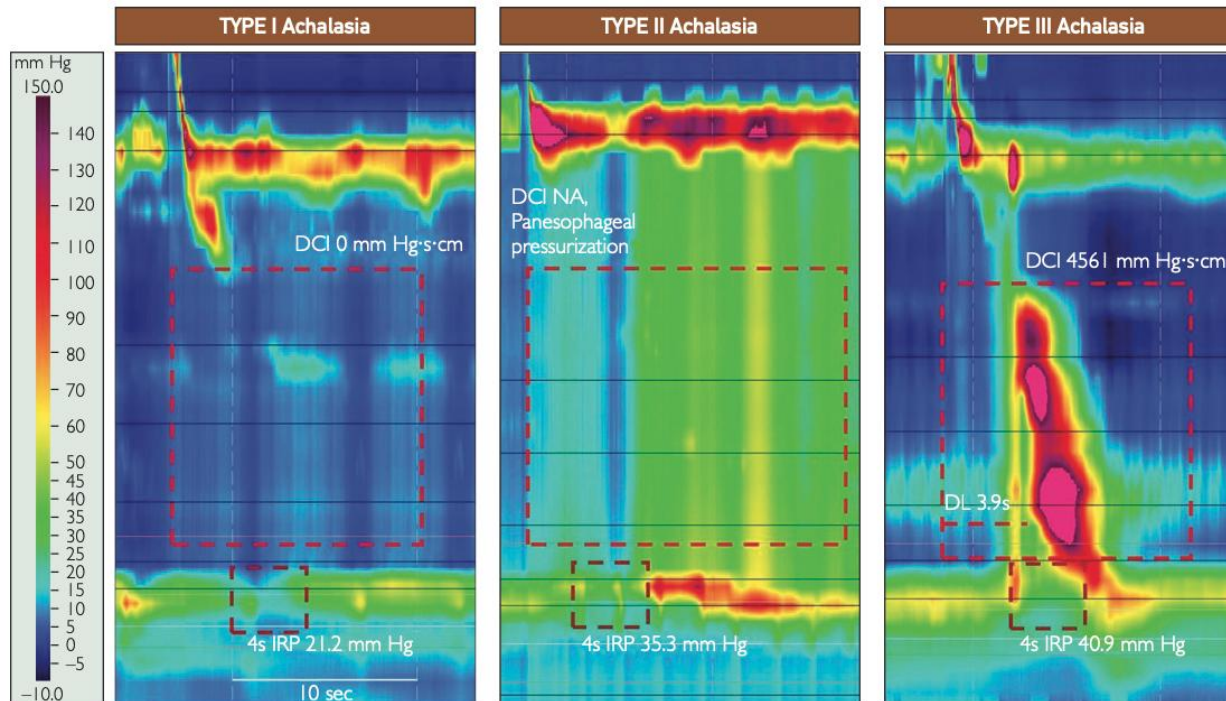 TYPE I Achalasia
TYPE II Achalasia
TYPE III Achalasia
mm Hg
150.0
140
130
120
110
100
90
80
70
60
50
45
40
35
30
25
20
15
10
5
0
−5
−10.0
DCI 0 mm Hg·s·cm
4s IRP 21.2 mm Hg
10 sec
DCI NA,
Panesophageal
pressurization
4s IRP 35.3 mm Hg
DCI 4561 mm Hg·s·cm
DL 3.9s
4s IRP 40.9 mm Hg